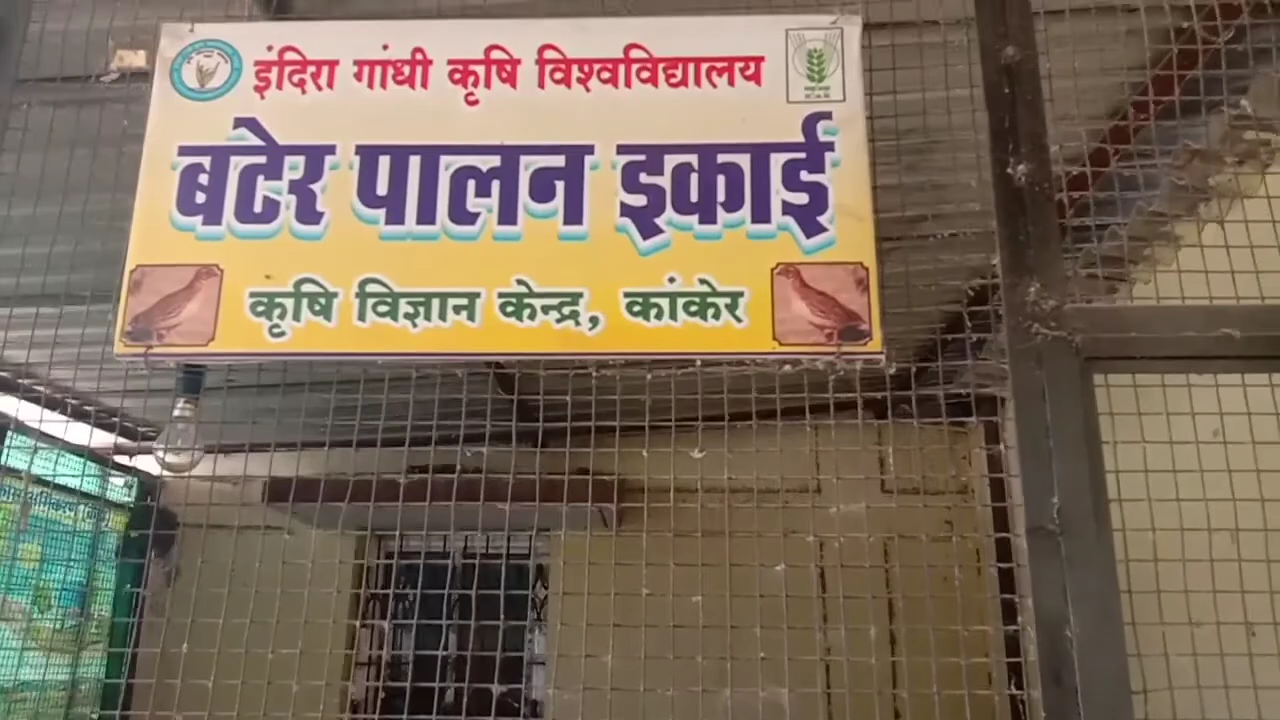 इंदिरा गांधी कृषि विश्वविद्यालय
बटेर पालन इकाई
कृषि विज्ञान केन्द्र, कांकेर